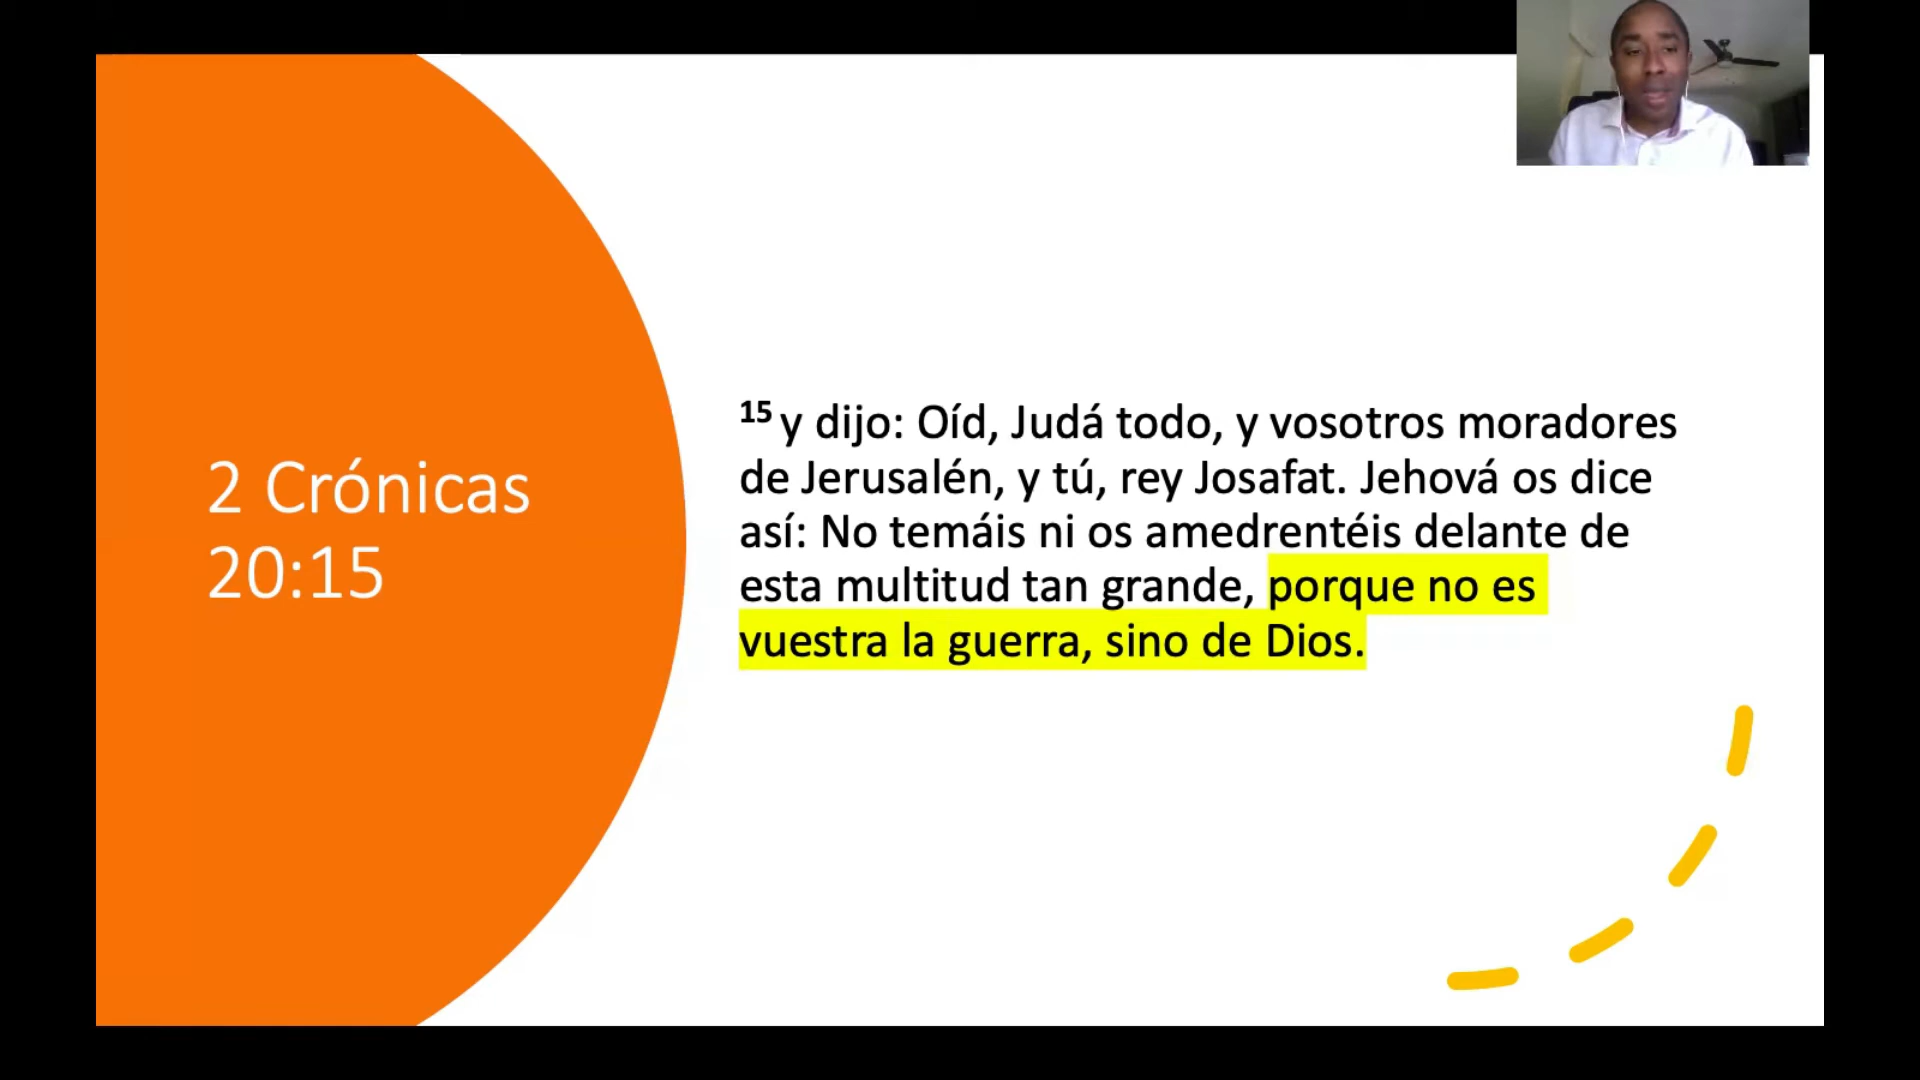 2 Crónicas
20:15
15 y dijo: Oíd, Judá todo, y vosotros moradores
de Jerusalén, y tú, rey Josafat. Jehová os dice
así: No temáis ni os amedrentéis delante de
esta multitud tan grande, porque no es
vuestra la guerra, sino de Dios.